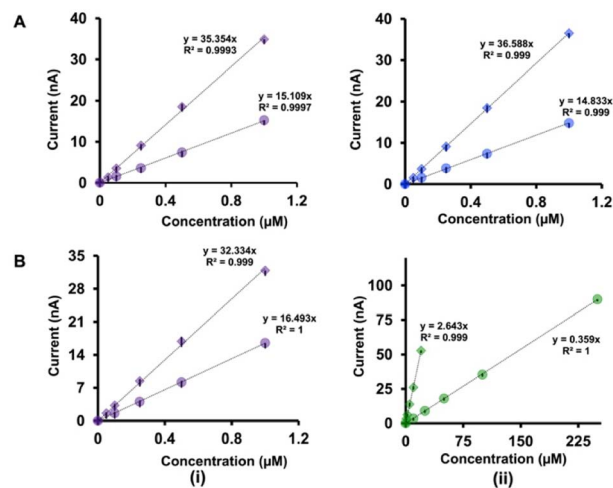 A
40
30
20
10
0
Current (nA)
y = 35.354x
R² = 0.9993
y = 15.109x
R² = 0.9997
0
0.4
0.8
1.2
Concentration (µM)
40
30
20
10
0
Current (nA)
y = 36.588x
R² = 0.999
y = 14.833x
R² = 0.999
0
0.4
0.8
1.2
Concentration (µM)
B
35
28
21
14
7
0
Current (nA)
y = 32.334x
R² = 0.999
y = 16.493x
R² = 1
0
0.4
0.8
1.2
Concentration (µM)
(i)
100
75
50
25
0
Current (nA)
y = 2.643x
R² = 0.999
y = 0.359x
R² = 1
0
75
150
225
Concentration (µM)
(ii)